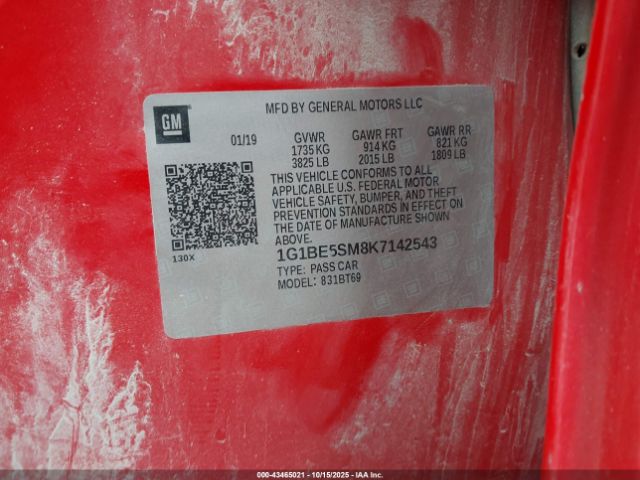 GM
MFD BY GENERAL MOTORS LLC
01/19 GVWR GAWR FRT GAWR RR
1735 KG 914 KG 821 KG
3825 LB 2015 LB 1809 LB
THIS VEHICLE CONFORMS TO ALL
APPLICABLE U.S. FEDERAL MOTOR
VEHICLE SAFETY, BUMPER, AND THEFT
PREVENTION STANDARDS IN EFFECT ON
THE DATE OF MANUFACTURE SHOWN
ABOVE.
130X
1G1BE5SM8K7142543
TYPE: PASS CAR
MODEL: 831BT69
000-43465021 - 10/15/2025 - IAAI.COM